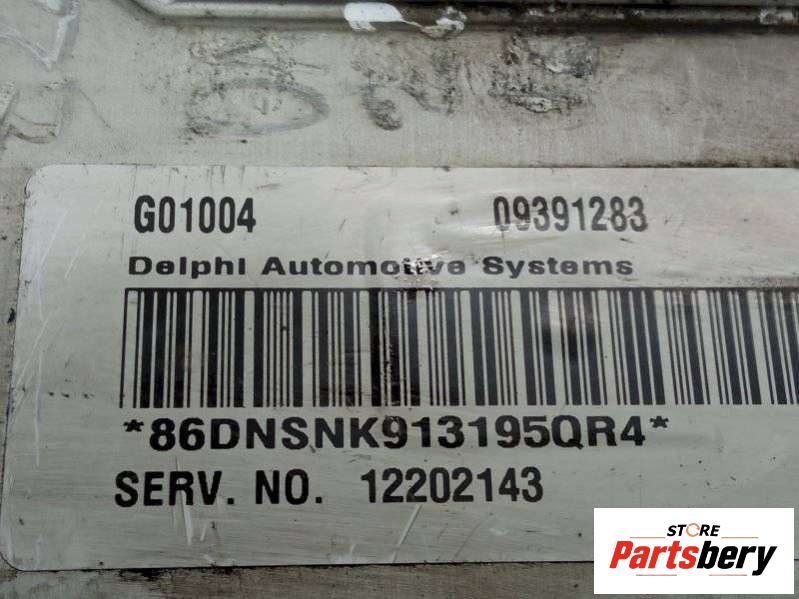 G01004 09391283
Delphi Automotive Systems
*86DNSNK913195QR4*
SERV. NO. 12202143
STORE
Partsbery